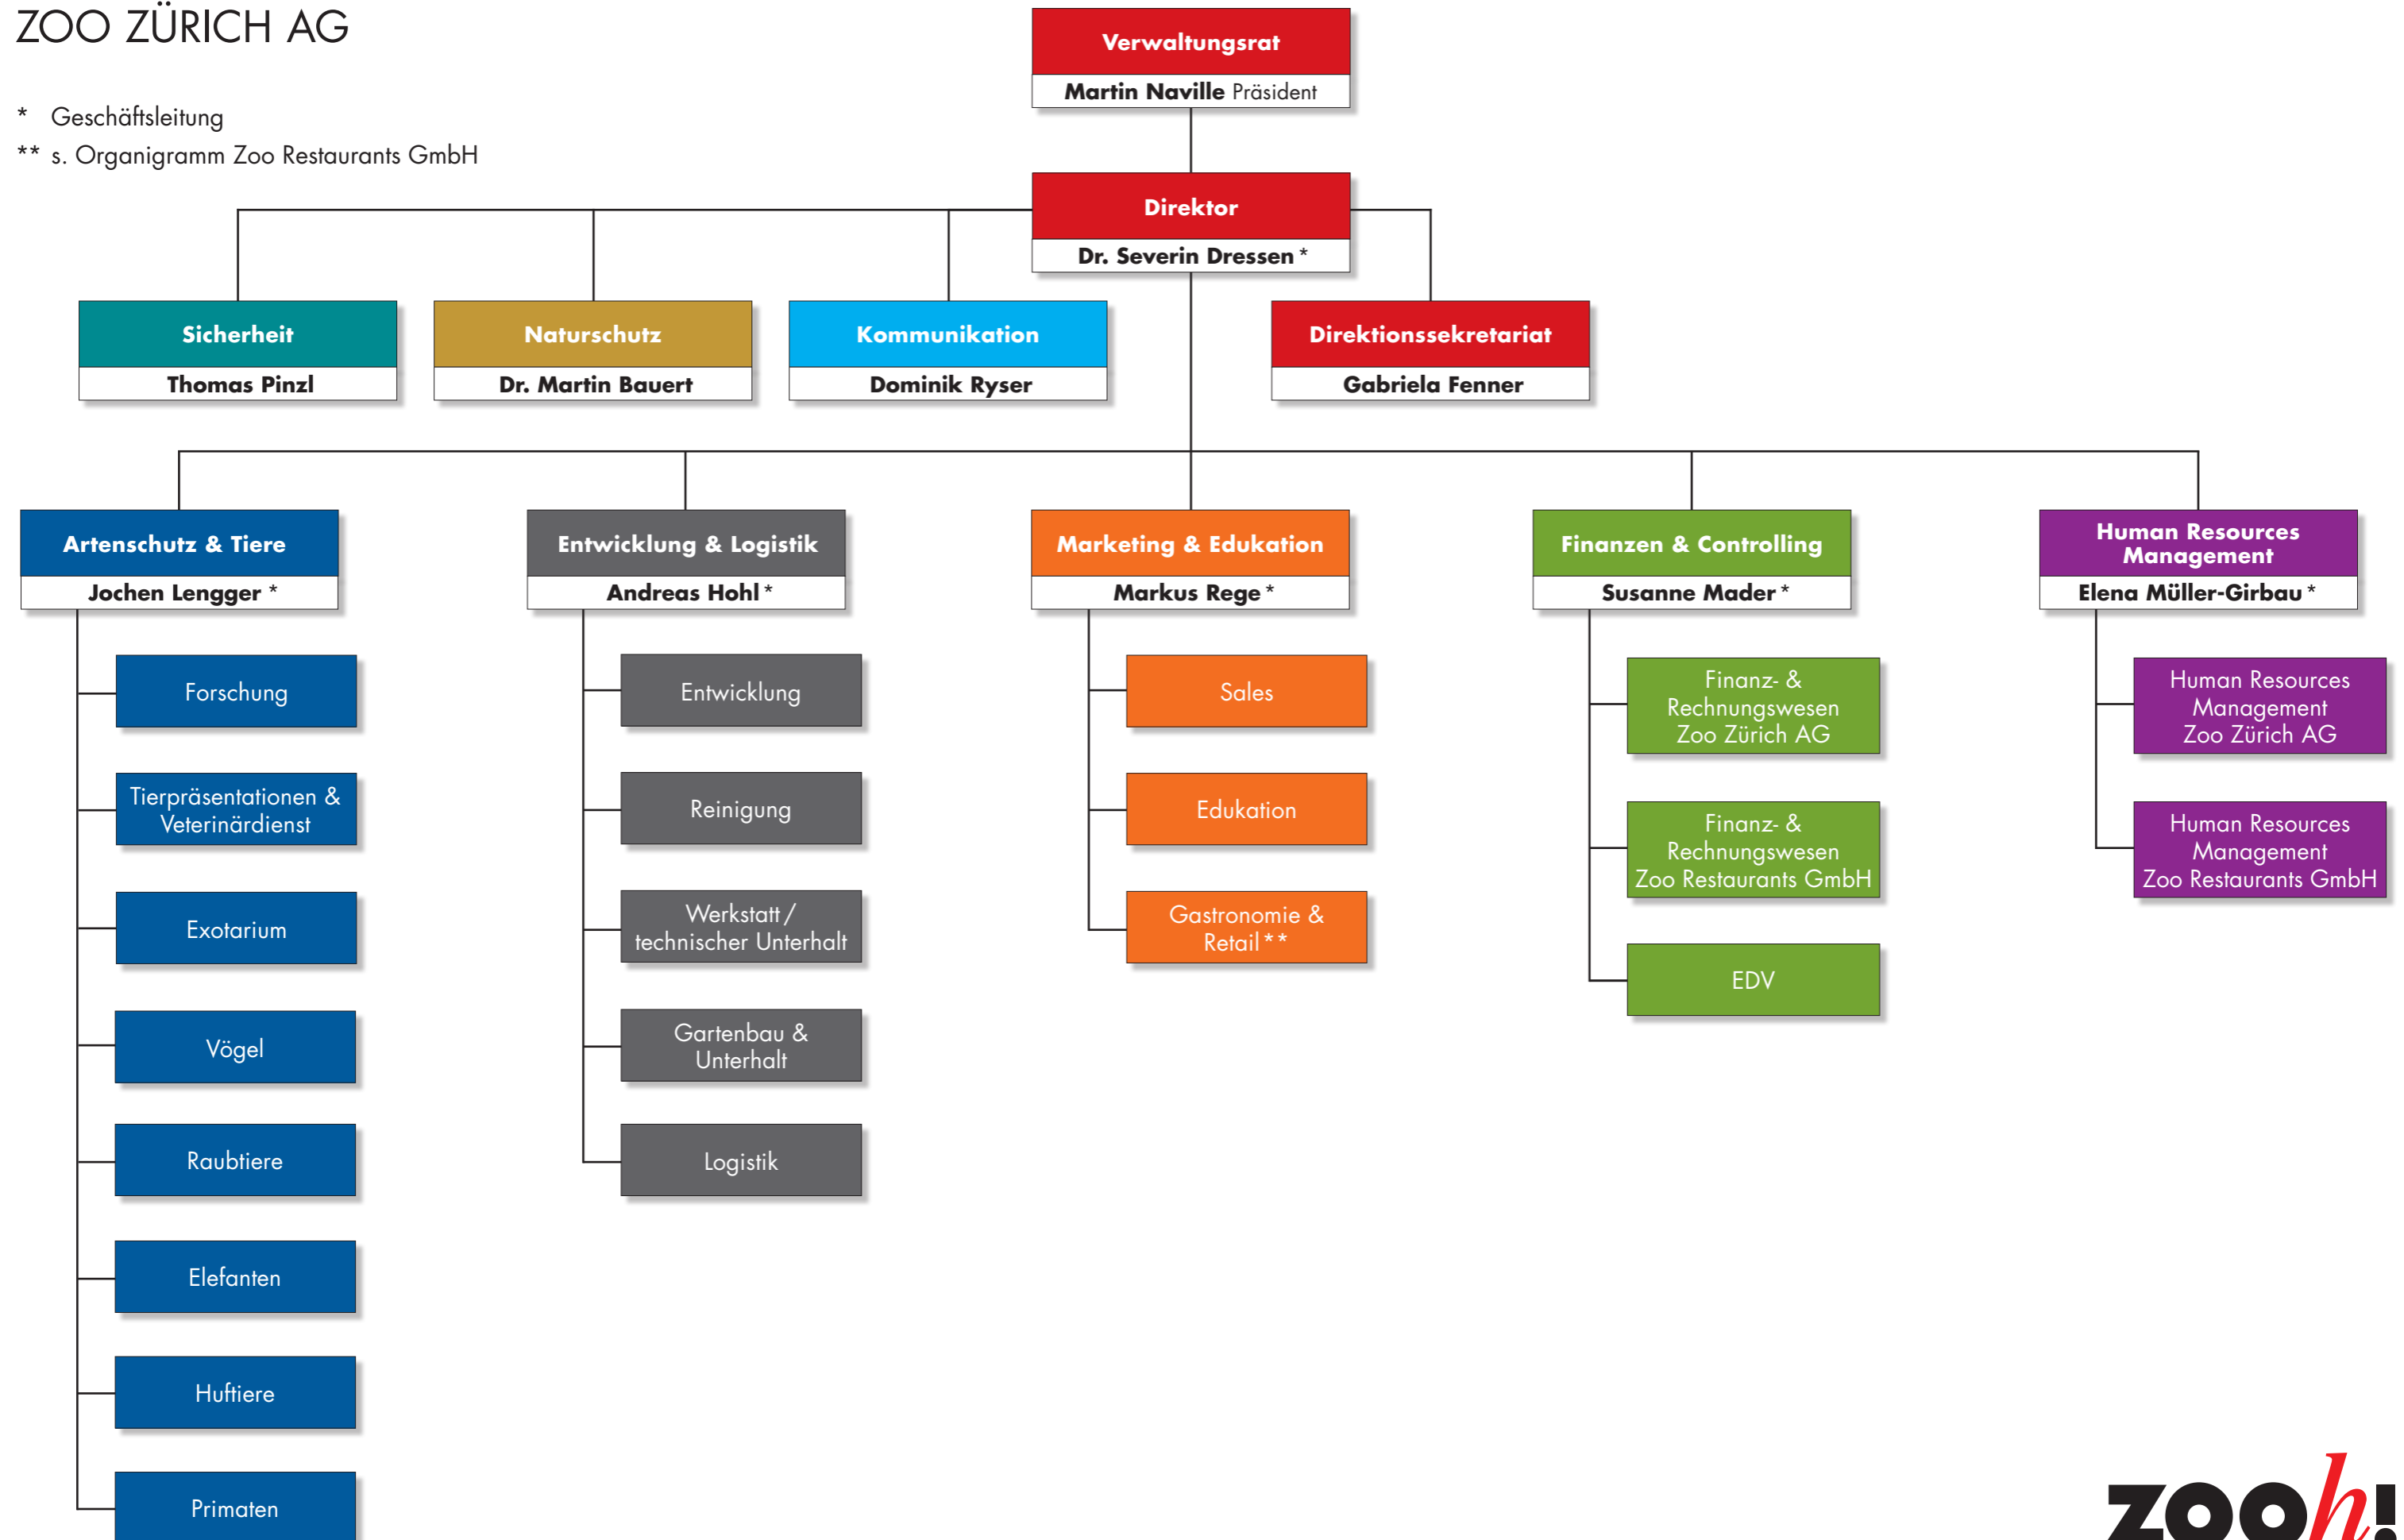 ZOO ZÜRICH AG
* Geschäftsleitung
** s. Organigramm Zoo Restaurants GmbH
Verwaltungsrat
Martin Naville Präsident
Direktor
Dr. Severin Dressen *
Sicherheit
Thomas Pinzl
Naturschutz
Dr. Martin Bauert
Kommunikation
Dominik Ryser
Direktionssekretariat
Gabriela Fenner
Artenschutz & Tiere
Jochen Lengger *
Forschung
Tierpräsentationen &
Veterinärdienst
Exotarium
Vögel
Raubtiere
Elefanten
Huftiere
Primaten
Entwicklung & Logistik
Andreas Hohl *
Entwicklung
Reinigung
Werkstatt /
technischer Unterhalt
Gartenbau &
Unterhalt
Logistik
Marketing & Edukation
Markus Rege *
Sales
Edukation
Gastronomie &
Retail **
Finanzen & Controlling
Susanne Mader *
Finanz- &
Rechnungswesen
Zoo Zürich AG
Finanz- &
Rechnungswesen
Zoo Restaurants GmbH
EDV
Human Resources
Management
Elena Müller-Girbau *
Human Resources
Management
Zoo Zürich AG
Human Resources
Management
Zoo Restaurants GmbH
zooh!